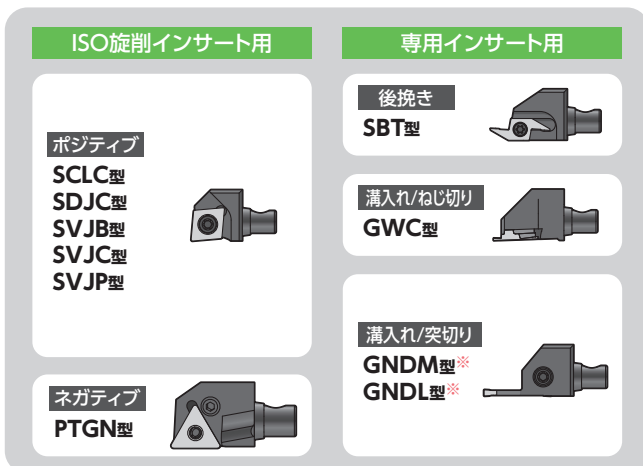 ISO旋削インサート用
ポジティブ
SCLC型
SDJC型
SVJB型
SVJC型
SVJP型
ネガティブ
PTGN型
専用インサート用
後挽き
SBT型
溝入れ/ねじ切り
GWC型
溝入れ/突切り
GNDM型※
GNDL型※